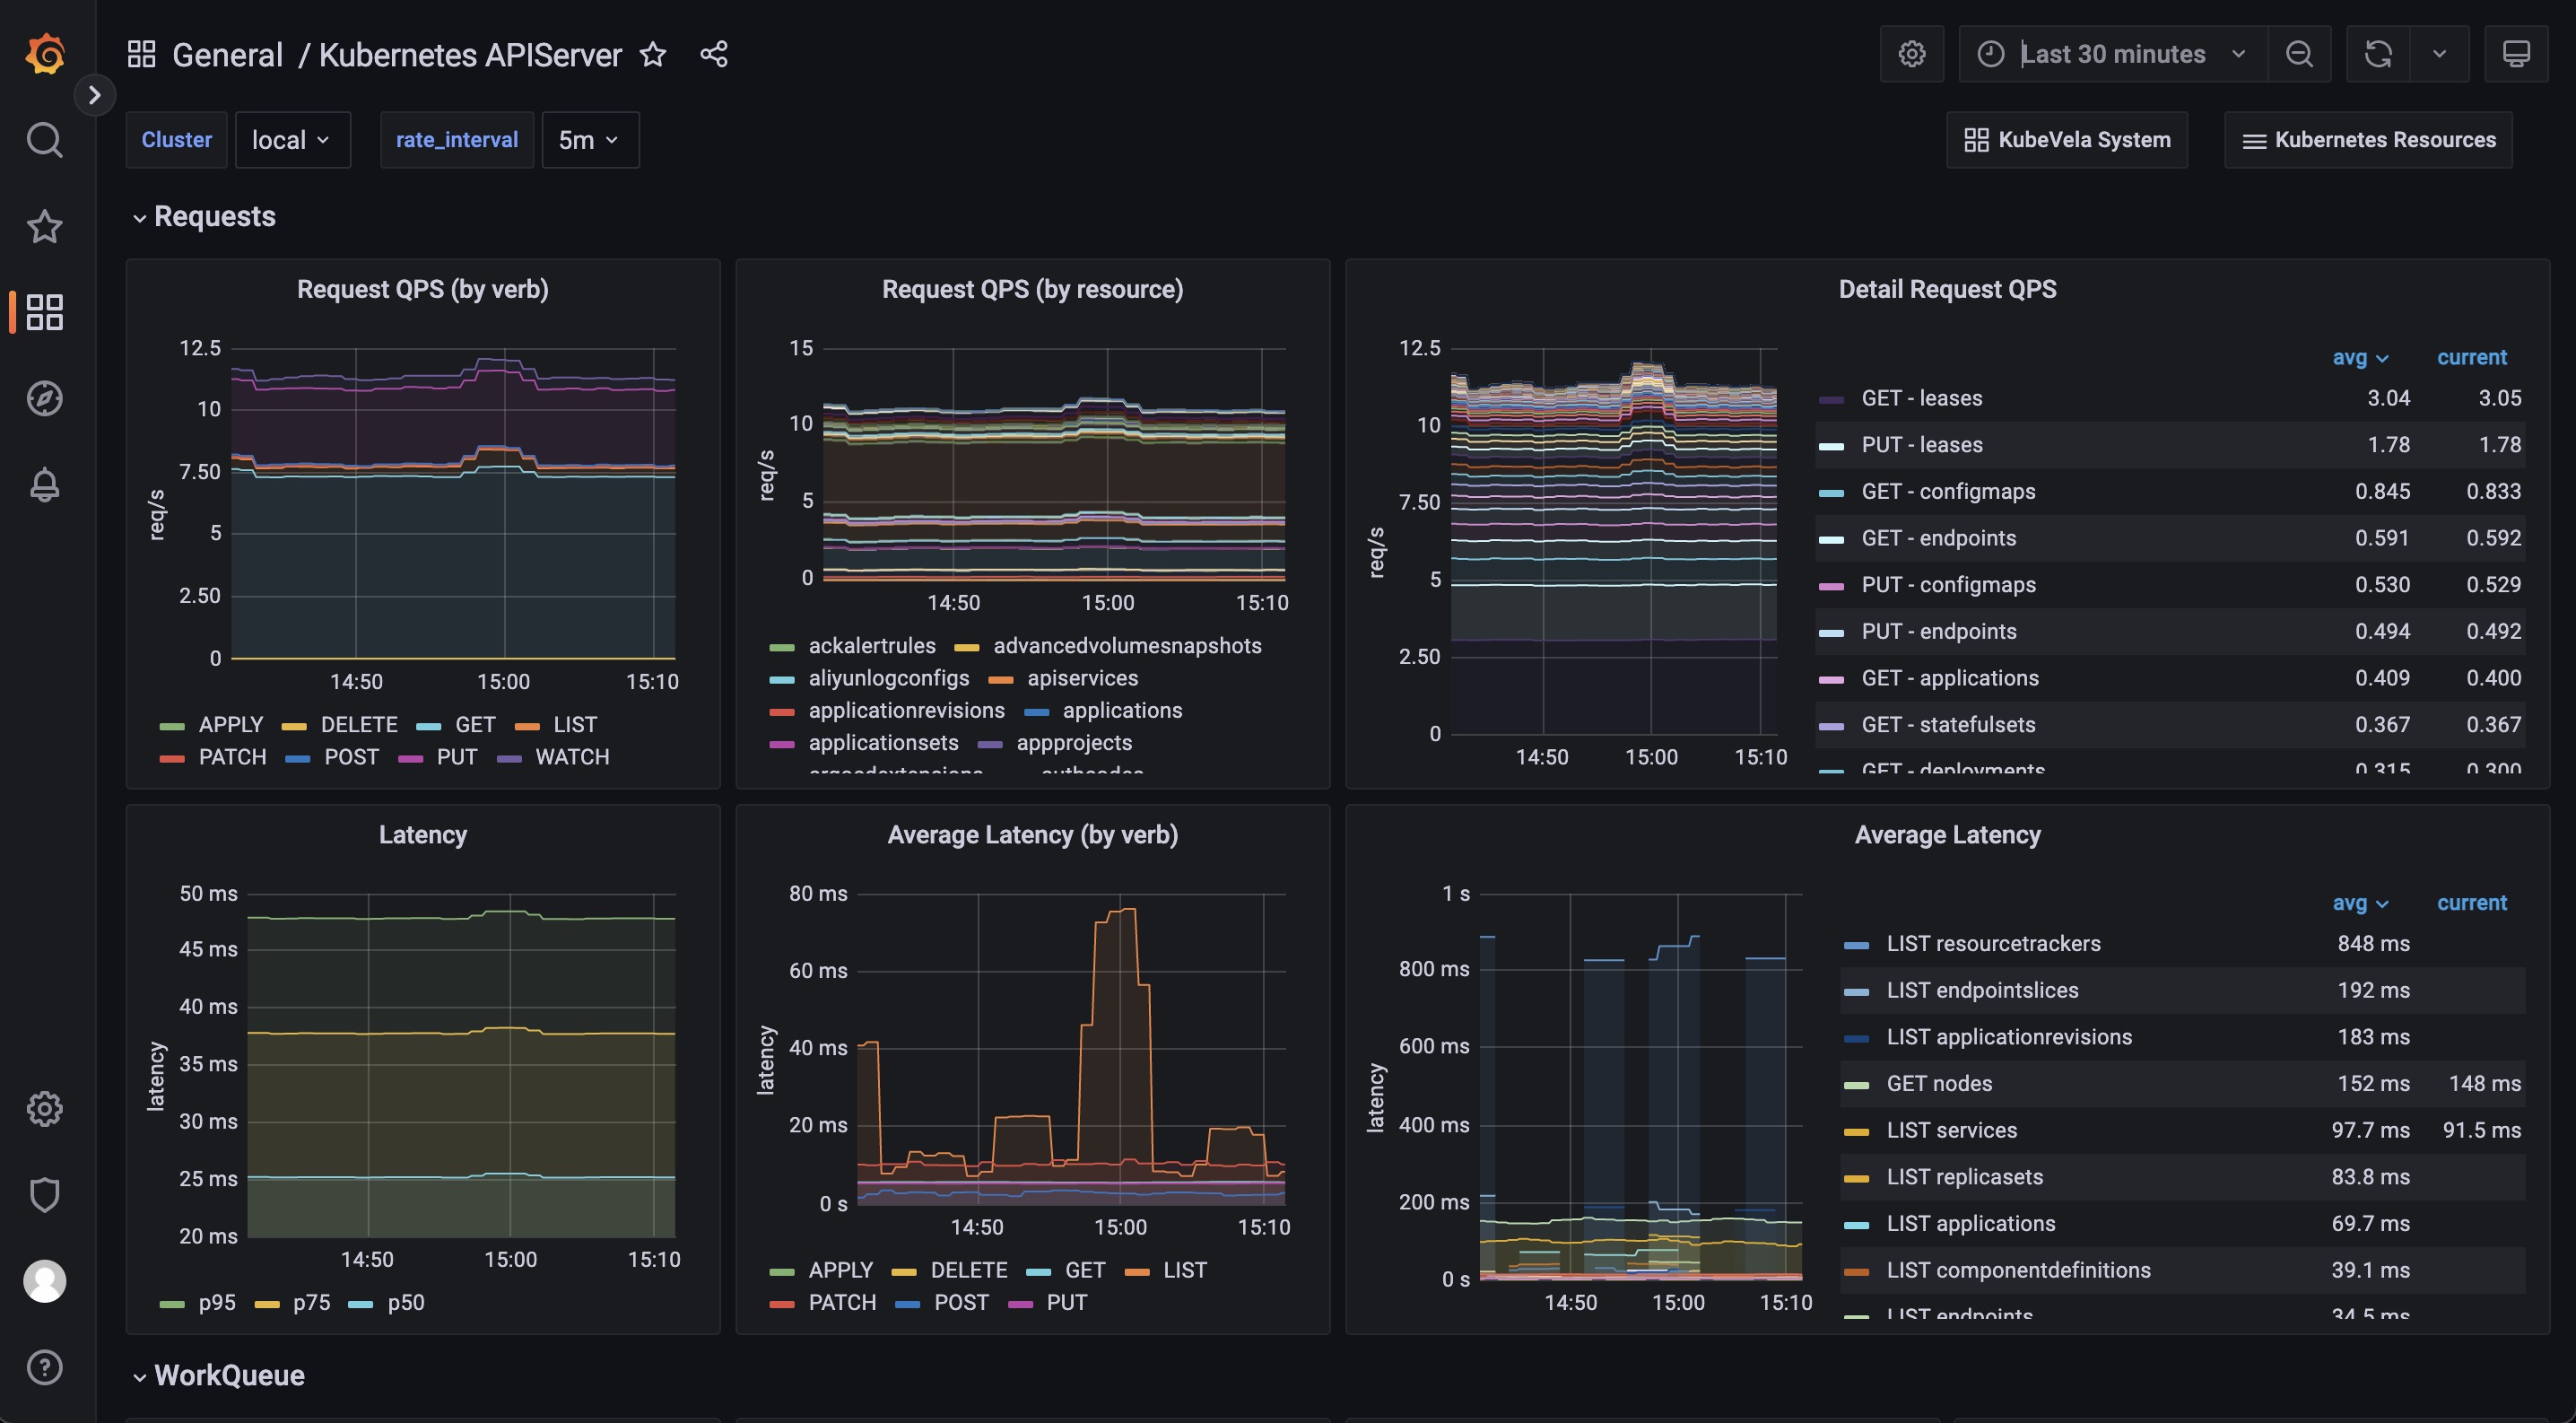 General / Kubernetes APIServer
Last 30 minutes
Cluster local rate_interval 5m
KubeVela System Kubernetes Resources
Requests
Request QPS (by verb)
12.5
10
7.50
5
2.50
0
req/s
14:50 15:00 15:10
APPLY DELETE GET LIST
PATCH POST PUT WATCH
Request QPS (by resource)
15
10
5
0
req/s
14:50 15:00 15:10
ackalertrules advancedvolumesnapshots
aliyunlogconfigs apiservices
applicationrevisions applications
applicationsets appprojects
Detail Request QPS
12.5
10
7.50
5
2.50
0
req/s
14:50 15:00 15:10
avg current
GET - leases 3.04 3.05
PUT - leases 1.78 1.78
GET - configmaps 0.845 0.833
GET - endpoints 0.591 0.592
PUT - configmaps 0.530 0.529
PUT - endpoints 0.494 0.492
GET - applications 0.409 0.400
GET - statefulsets 0.367 0.367
GET - deployments 0.315 0.300
Latency
50 ms
45 ms
40 ms
35 ms
30 ms
25 ms
20 ms
latency
14:50 15:00 15:10
p95 p75 p50
Average Latency (by verb)
80 ms
60 ms
40 ms
20 ms
0 s
latency
14:50 15:00 15:10
APPLY DELETE GET LIST
PATCH POST PUT
Average Latency
1 s
800 ms
600 ms
400 ms
200 ms
0 s
latency
14:50 15:00 15:10
avg current
LIST resourcetrackers 848 ms
LIST endpointslices 192 ms
LIST applicationrevisions 183 ms
GET nodes 152 ms 148 ms
LIST services 97.7 ms 91.5 ms
LIST replicasets 83.8 ms
LIST applications 69.7 ms
LIST componentdefinitions 39.1 ms
LIST endpoints 34.5 ms
WorkQueue